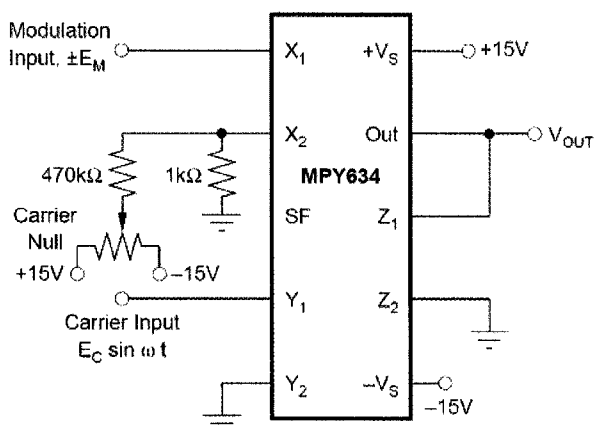 Modulation
Input, ±E_M
X₁
+V_S
+15V
X₂
Out
V_OUT
470kΩ
1kΩ
MPY634
Carrier
Null
SF
Z₁
+15V
–15V
Y₁
Z₂
Carrier Input
E_C sin ω t
Y₂
–V_S
–15V